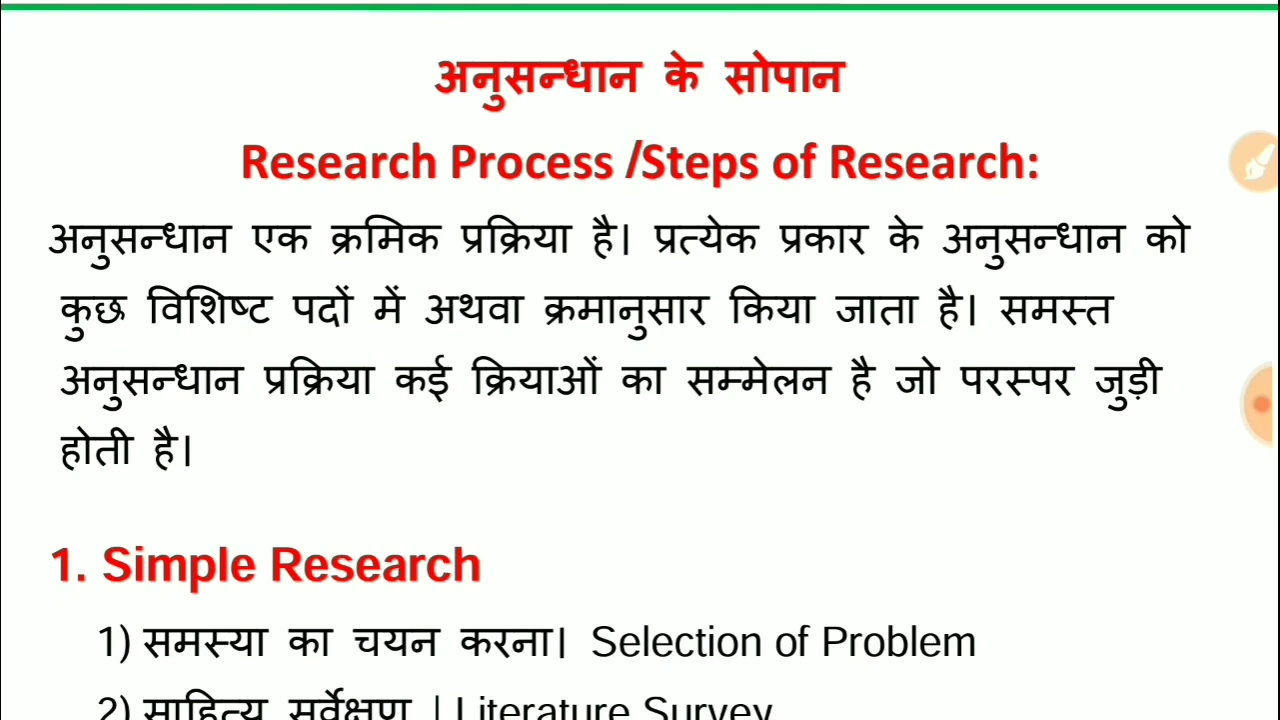 अनुसन्धान के सोपान
Research Process /Steps of Research:
अनुसन्धान एक क्रमिक प्रक्रिया है। प्रत्येक प्रकार के अनुसन्धान को
कुछ विशिष्ट पदों में अथवा क्रमानुसार किया जाता है। समस्त
अनुसन्धान प्रक्रिया कई क्रियाओं का सम्मेलन है जो परस्पर जुड़ी
होती है।
1. Simple Research
1) समस्या का चयन करना। Selection of Problem
2) साहित्य सर्वेक्षण | Literature Survey